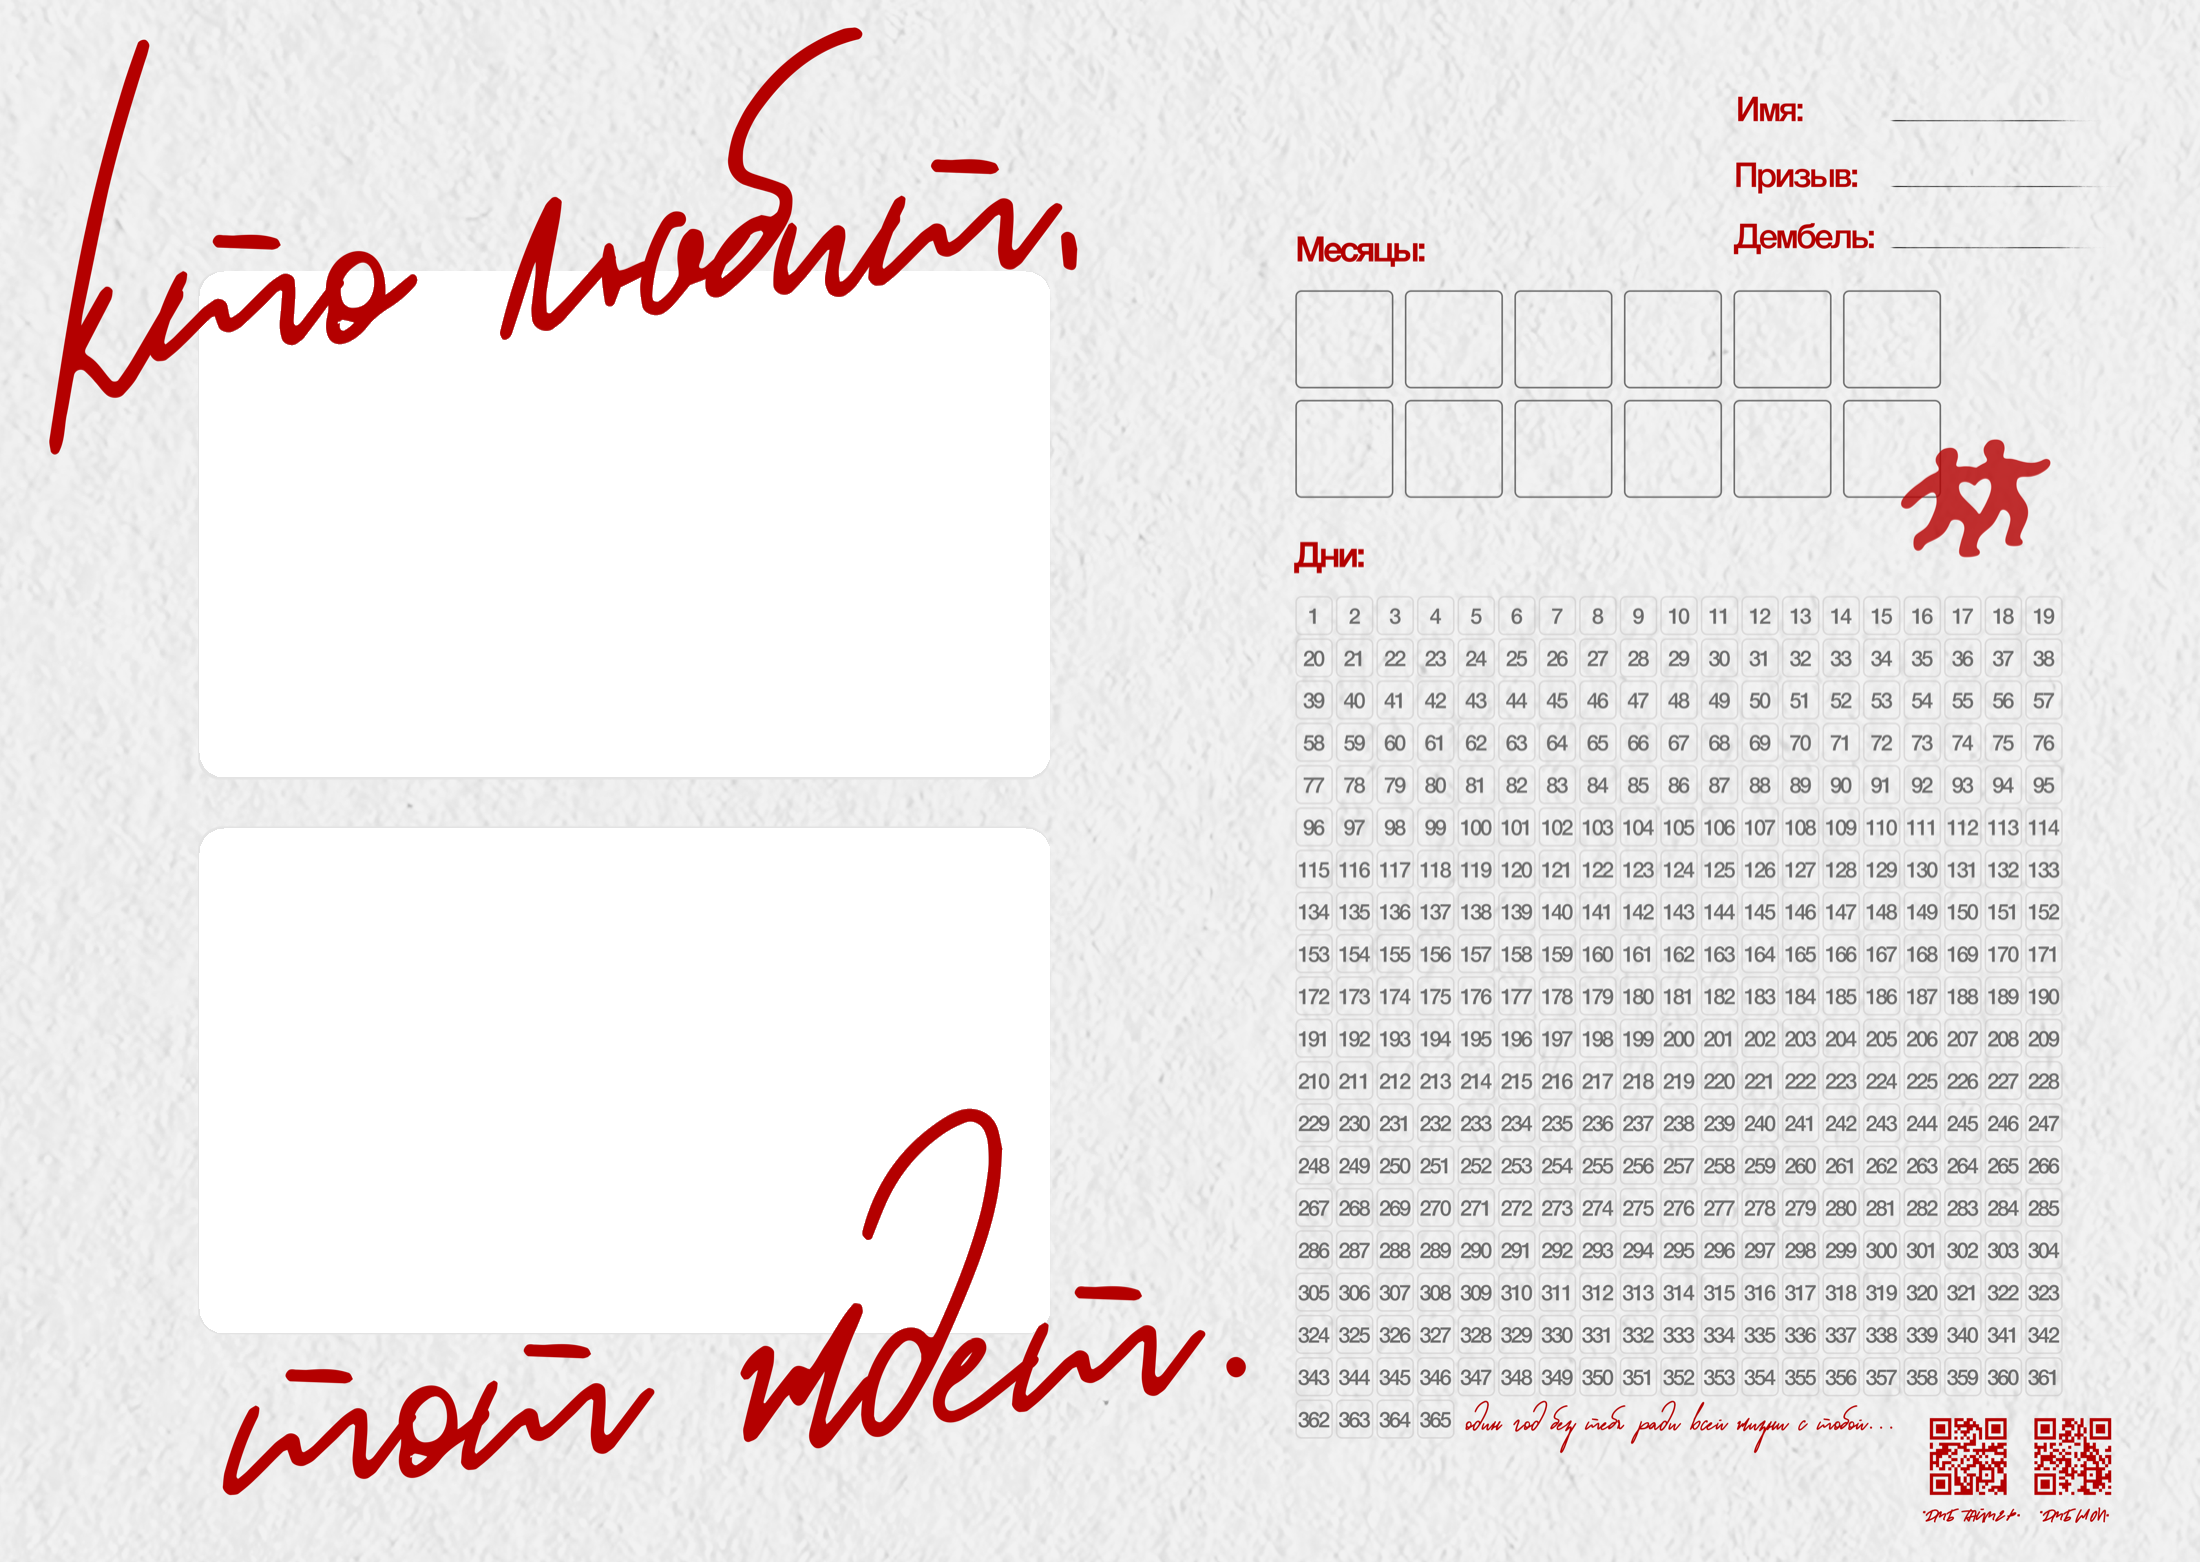 кто любит,
тот ждет.
Имя:
Призыв:
Дембель:
Месяцы:
Дни:
1 2 3 4 5 6 7 8 9 10 11 12 13 14 15 16 17 18 19
20 21 22 23 24 25 26 27 28 29 30 31 32 33 34 35 36 37 38
39 40 41 42 43 44 45 46 47 48 49 50 51 52 53 54 55 56 57
58 59 60 61 62 63 64 65 66 67 68 69 70 71 72 73 74 75 76
77 78 79 80 81 82 83 84 85 86 87 88 89 90 91 92 93 94 95
96 97 98 99 100 101 102 103 104 105 106 107 108 109 110 111 112 113 114
115 116 117 118 119 120 121 122 123 124 125 126 127 128 129 130 131 132 133
134 135 136 137 138 139 140 141 142 143 144 145 146 147 148 149 150 151 152
153 154 155 156 157 158 159 160 161 162 163 164 165 166 167 168 169 170 171
172 173 174 175 176 177 178 179 180 181 182 183 184 185 186 187 188 189 190
191 192 193 194 195 196 197 198 199 200 201 202 203 204 205 206 207 208 209
210 211 212 213 214 215 216 217 218 219 220 221 222 223 224 225 226 227 228
229 230 231 232 233 234 235 236 237 238 239 240 241 242 243 244 245 246 247
248 249 250 251 252 253 254 255 256 257 258 259 260 261 262 263 264 265 266
267 268 269 270 271 272 273 274 275 276 277 278 279 280 281 282 283 284 285
286 287 288 289 290 291 292 293 294 295 296 297 298 299 300 301 302 303 304
305 306 307 308 309 310 311 312 313 314 315 316 317 318 319 320 321 322 323
324 325 326 327 328 329 330 331 332 333 334 335 336 337 338 339 340 341 342
343 344 345 346 347 348 349 350 351 352 353 354 355 356 357 358 359 360 361
362 363 364 365 один год без тебя ради всей жизни с тобой...
"ДМБ ТАЙМЕР" "ДМБ ШОП"